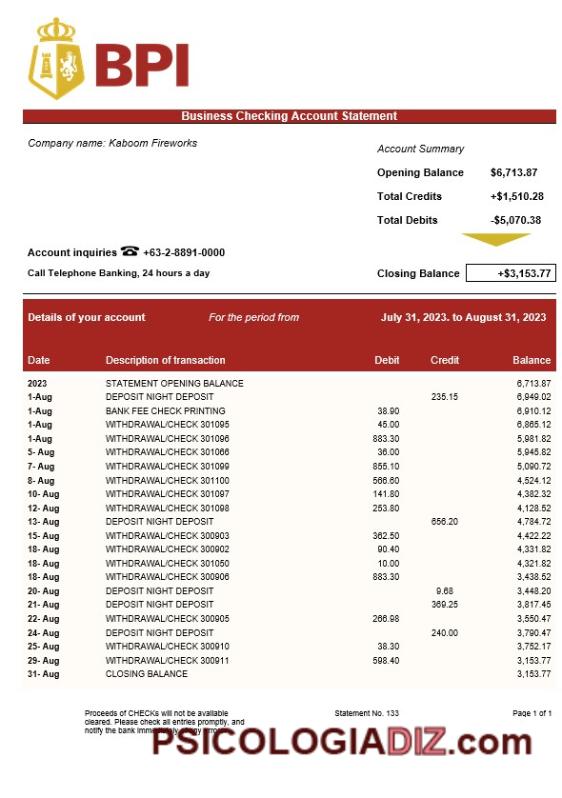 BPI
Business Checking Account Statement
Company name: Kaboom Fireworks
Account Summary
Opening Balance $6,713.87
Total Credits +$1,510.28
Total Debits -$5,070.38
Account inquiries ☎ +63-2-8891-0000
Call Telephone Banking, 24 hours a day
Closing Balance +$3,153.77
Details of your account For the period from July 31, 2023. to August 31, 2023
Date Description of transaction Debit Credit Balance
2023 STATEMENT OPENING BALANCE 6,713.87
1-Aug DEPOSIT NIGHT DEPOSIT 235.15 6,949.02
1-Aug BANK FEE CHECK PRINTING 38.90 6,910.12
1-Aug WITHDRAWAL/CHECK 301095 45.00 6,865.12
1-Aug WITHDRAWAL/CHECK 301096 883.30 5,981.82
5- Aug WITHDRAWAL/CHECK 301066 36.00 5,945.82
7- Aug WITHDRAWAL/CHECK 301099 855.10 5,090.72
8- Aug WITHDRAWAL/CHECK 301100 566.60 4,524.12
10- Aug WITHDRAWAL/CHECK 301097 141.80 4,382.32
12- Aug WITHDRAWAL/CHECK 301098 253.80 4,128.52
13- Aug DEPOSIT NIGHT DEPOSIT 656.20 4,784.72
15- Aug WITHDRAWAL/CHECK 300903 362.50 4,422.22
18- Aug WITHDRAWAL/CHECK 300902 90.40 4,331.82
18- Aug WITHDRAWAL/CHECK 301050 10.00 4,321.82
18- Aug WITHDRAWAL/CHECK 300906 883.30 3,438.52
20- Aug DEPOSIT NIGHT DEPOSIT 9.68 3,448.20
21- Aug DEPOSIT NIGHT DEPOSIT 369.25 3,817.45
22- Aug WITHDRAWAL/CHECK 300905 266.98 3,550.47
24- Aug DEPOSIT NIGHT DEPOSIT 240.00 3,790.47
25- Aug WITHDRAWAL/CHECK 300910 38.30 3,752.17
29- Aug WITHDRAWAL/CHECK 300911 598.40 3,153.77
31- Aug CLOSING BALANCE 3,153.77
Proceeds of CHECKs will not be available Statement No. 133 Page 1 of 1
cleared. Please check all entries promptly, and
notify the bank
PSICOLOGIADIZ.com